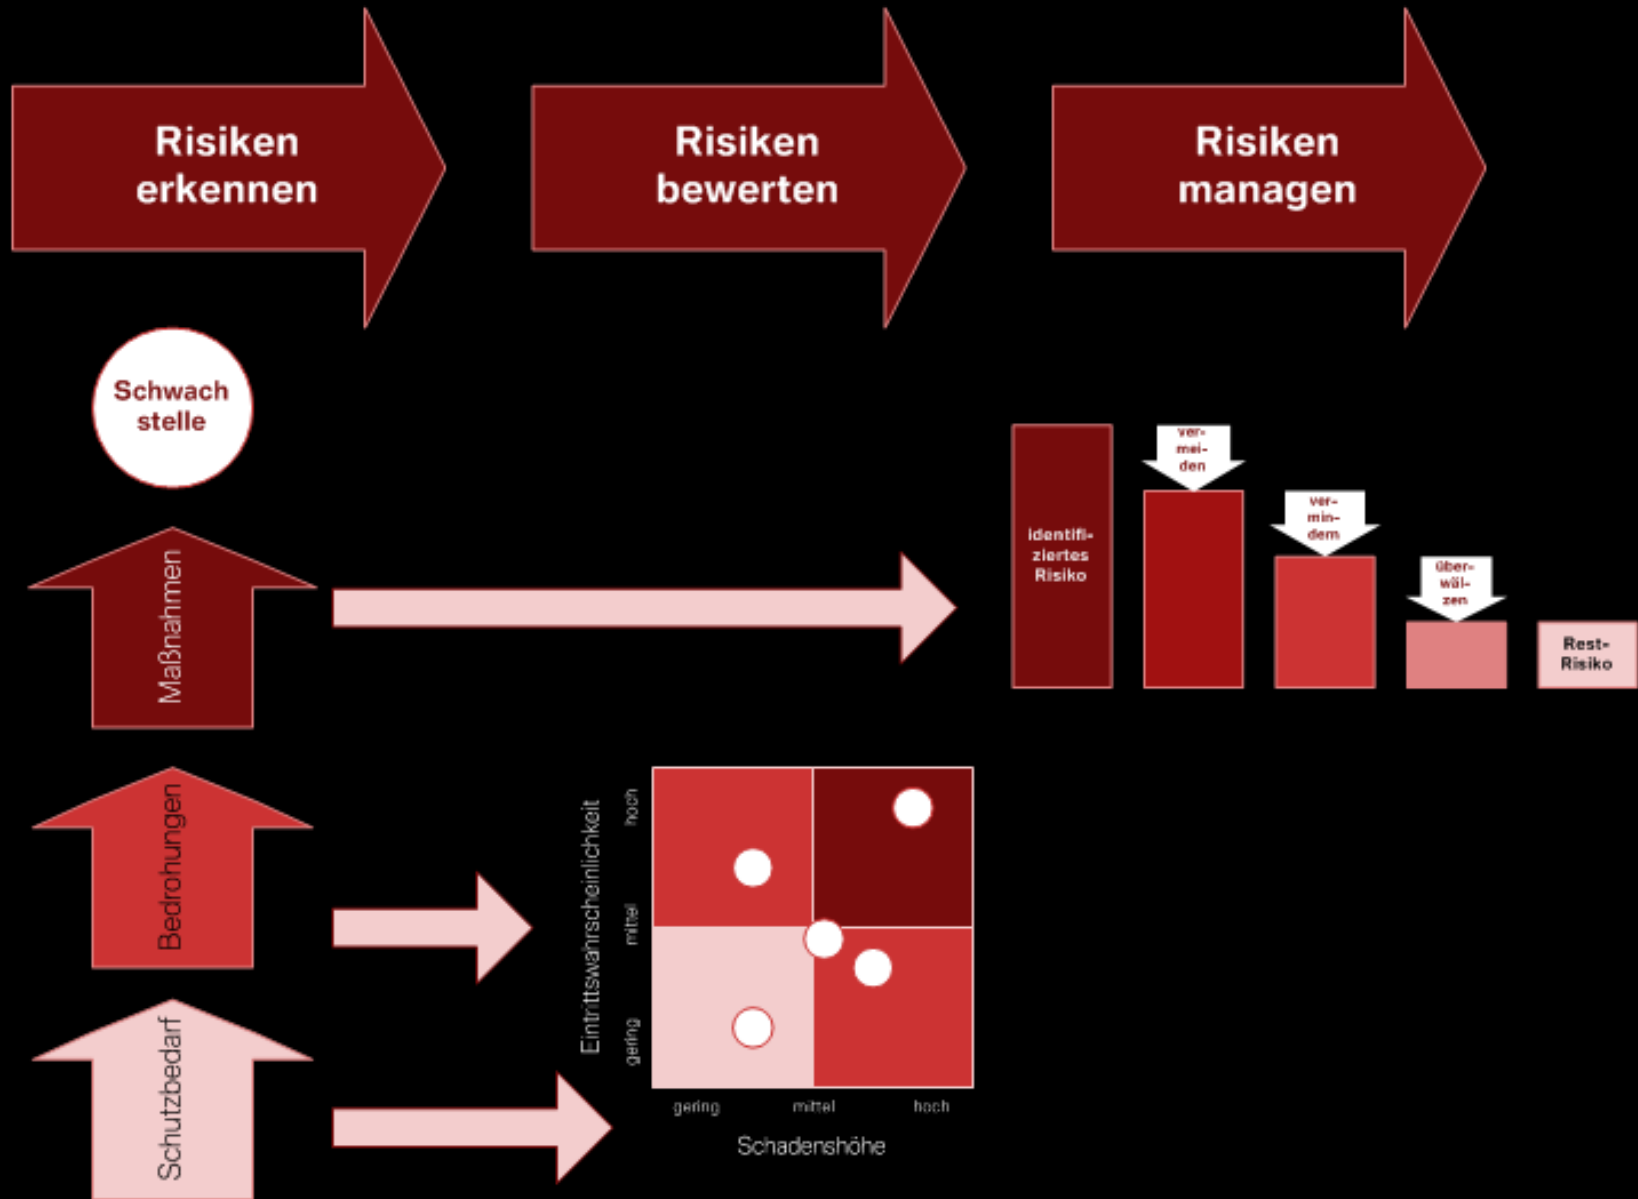 Risiken
erkennen
Risiken
bewerten
Risiken
managen
Schwach
stelle
Maßnahmen
Bedrohungen
Schutzbedarf
identifi-
ziertes
Risiko
ver-
mei-
den
ver-
min-
dern
über-
wäl-
zen
Rest-
Risiko
Eintrittswahrscheinlichkeit
hoch
mittel
gering
gering
mittel
hoch
Schadenshöhe